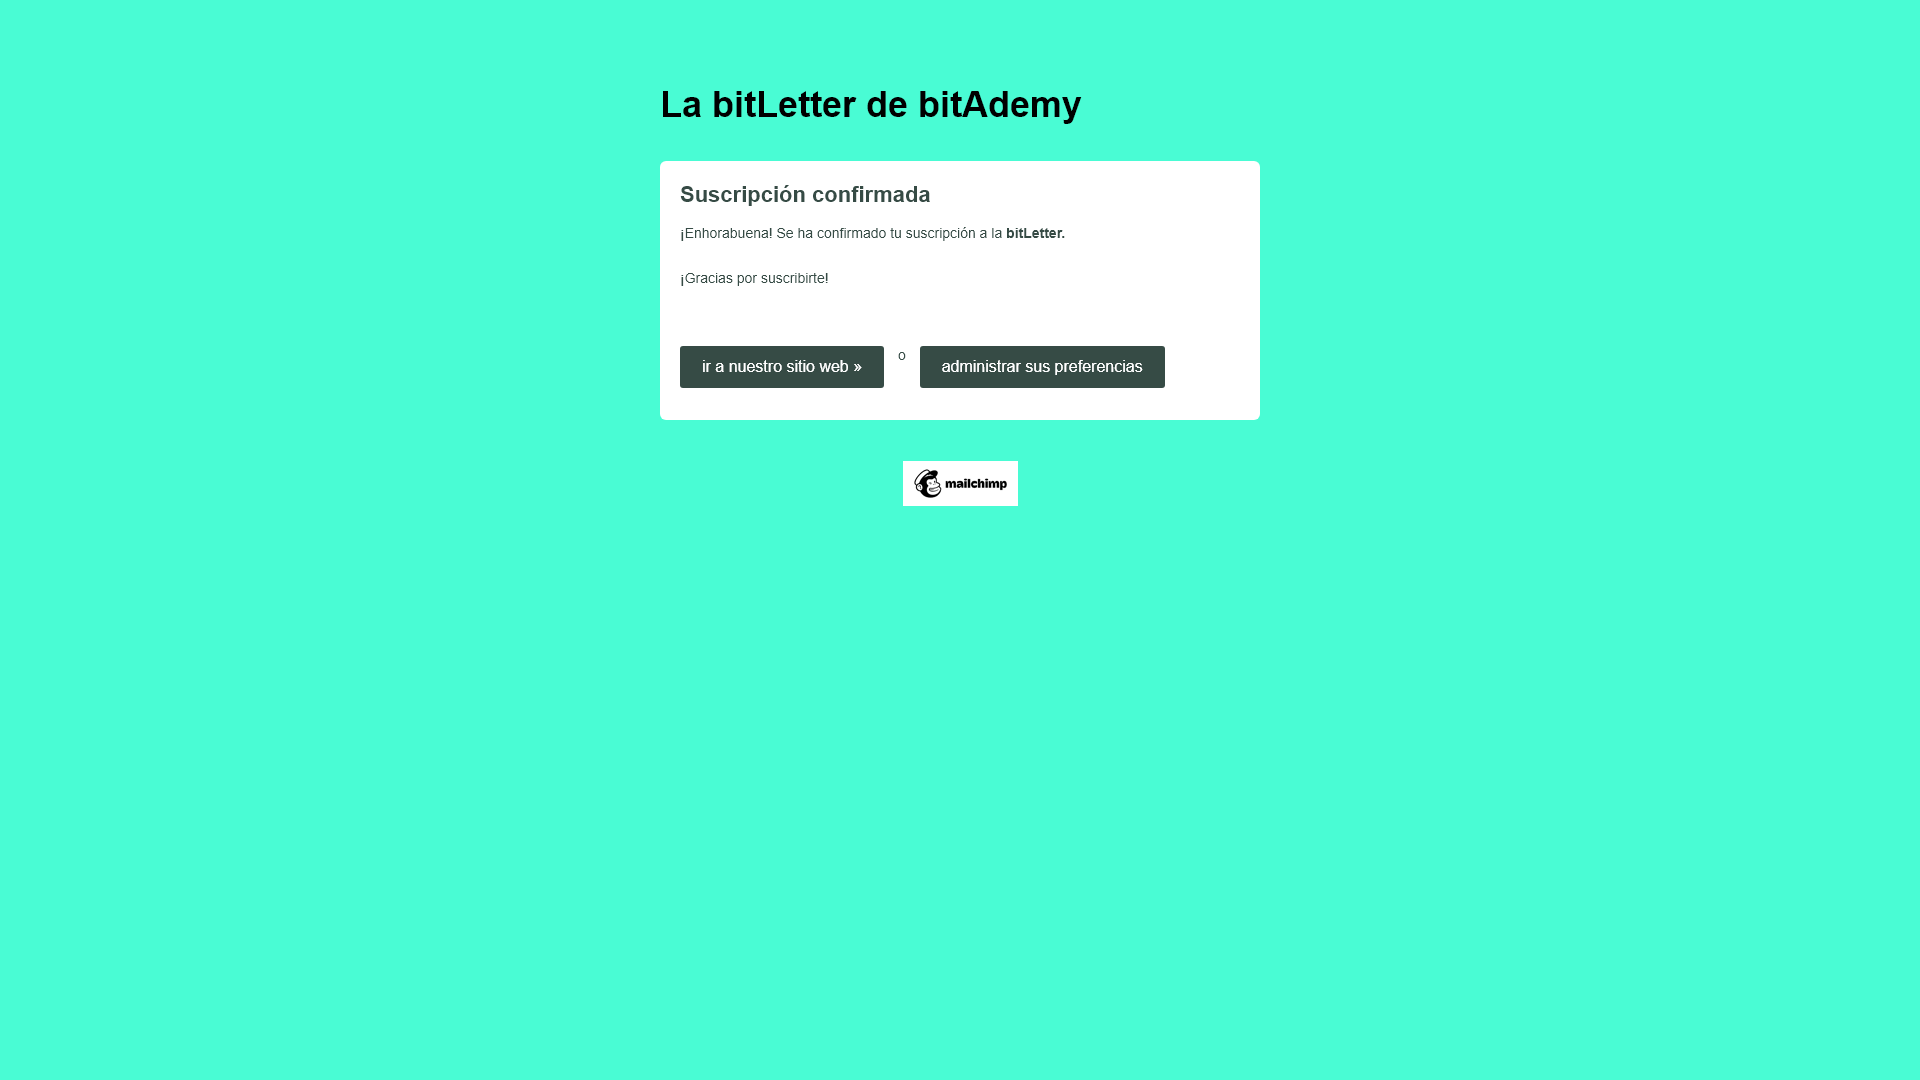 La bitLetter de bitAdemy
Suscripción confirmada
¡Enhorabuena! Se ha confirmado tu suscripción a la bitLetter.
¡Gracias por suscribirte!
ir a nuestro sitio web » o administrar sus preferencias
mailchimp